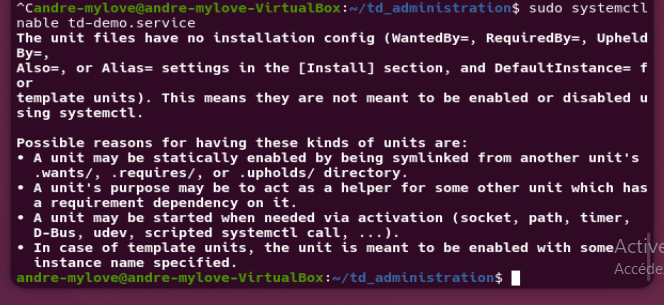 ^Candre-mylove@andre-mylove-VirtualBox:~/td_administration$ sudo systemctl
nable td-demo.service
The unit files have no installation config (WantedBy=, RequiredBy=, Upheld
By=,
Also=, or Alias= settings in the [Install] section, and DefaultInstance= f
or
template units). This means they are not meant to be enabled or disabled u
sing systemctl.

Possible reasons for having these kinds of units are:
• A unit may be statically enabled by being symlinked from another unit's
  .wants/, .requires/, or .upholds/ directory.
• A unit's purpose may be to act as a helper for some other unit which has
  a requirement dependency on it.
• A unit may be started when needed via activation (socket, path, timer,
  D-Bus, udev, scripted systemctl call, ...).
• In case of template units, the unit is meant to be enabled with some
  instance name specified.
andre-mylove@andre-mylove-VirtualBox:~/td_administration$
Active
Accéde